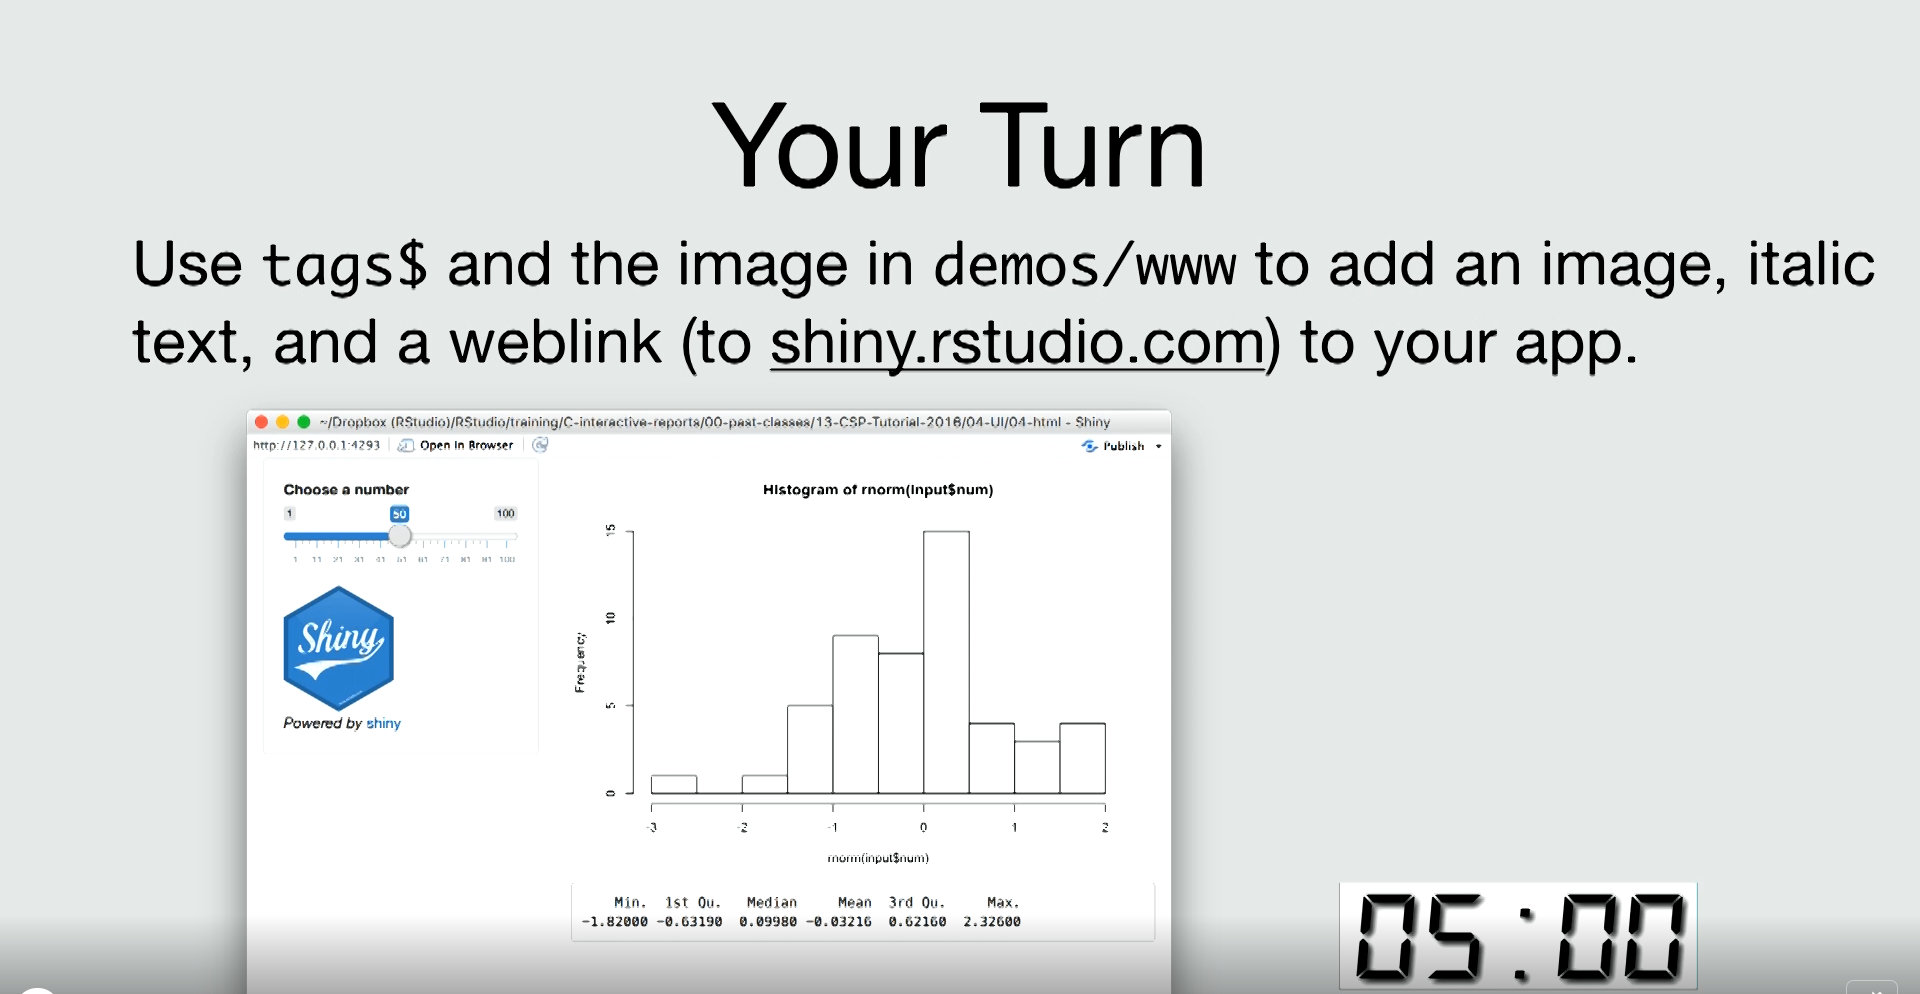 Your Turn
Use tags$ and the image in demos/www to add an image, italic
text, and a weblink (to shiny.rstudio.com) to your app.
~/Dropbox (RStudio)/RStudio/training/C-interactive-reports/00-past-classes/13-CSP-Tutorial-2016/04-UI/04-html - Shiny
http://127.0.0.1:4293 Open in Browser Publish
Choose a number
1 50 100
1 11 21 31 41 51 61 71 81 91 100
Shiny
Powered by shiny
Histogram of rnorm(input$num)
Frequency
15
10
5
0
-3 -2 -1 0 1 2
rnorm(input$num)
Min. 1st Qu. Median Mean 3rd Qu. Max.
-1.82000 -0.63190 0.09980 -0.03216 0.62160 2.32600
05:00